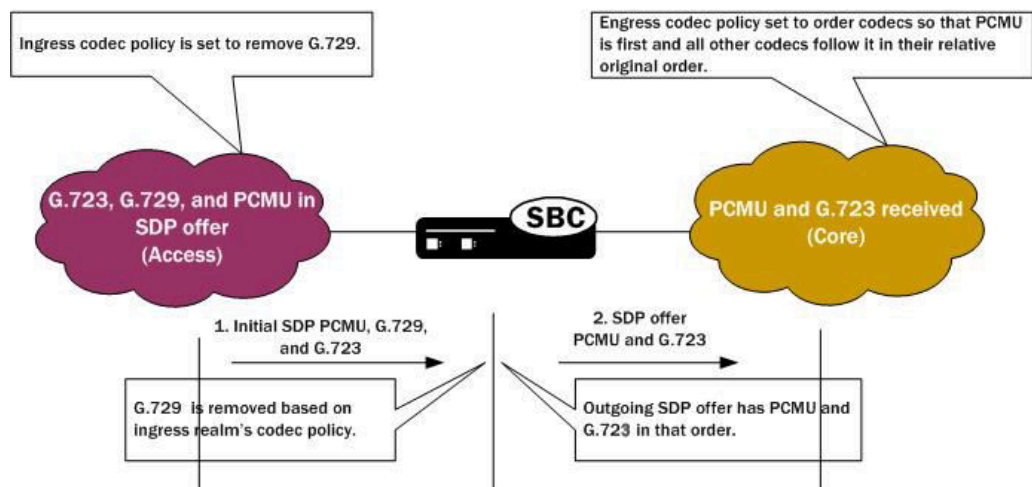 Ingress codec policy is set to remove G.729.
Engress codec policy set to order codecs so that PCMU
is first and all other codecs follow it in their relative
original order.
G.723, G.729, and PCMU in
SDP offer
(Access)
SBC
PCMU and G.723 received
(Core)
1. Initial SDP PCMU, G.729,
and G.723
2. SDP offer
PCMU and G.723
G.729 is removed based on
ingress realm's codec policy.
Outgoing SDP offer has PCMU and
G.723 in that order.